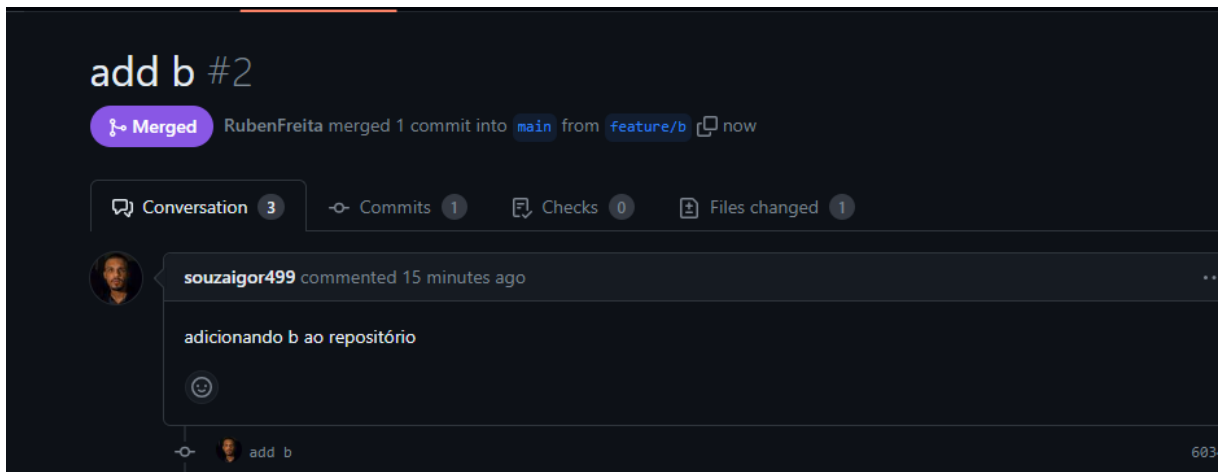 add b #2
Merged RubenFreita merged 1 commit into main from feature/b now
Conversation 3 Commits 1 Checks 0 Files changed 1
souzaigor499 commented 15 minutes ago
adicionando b ao repositório
add b